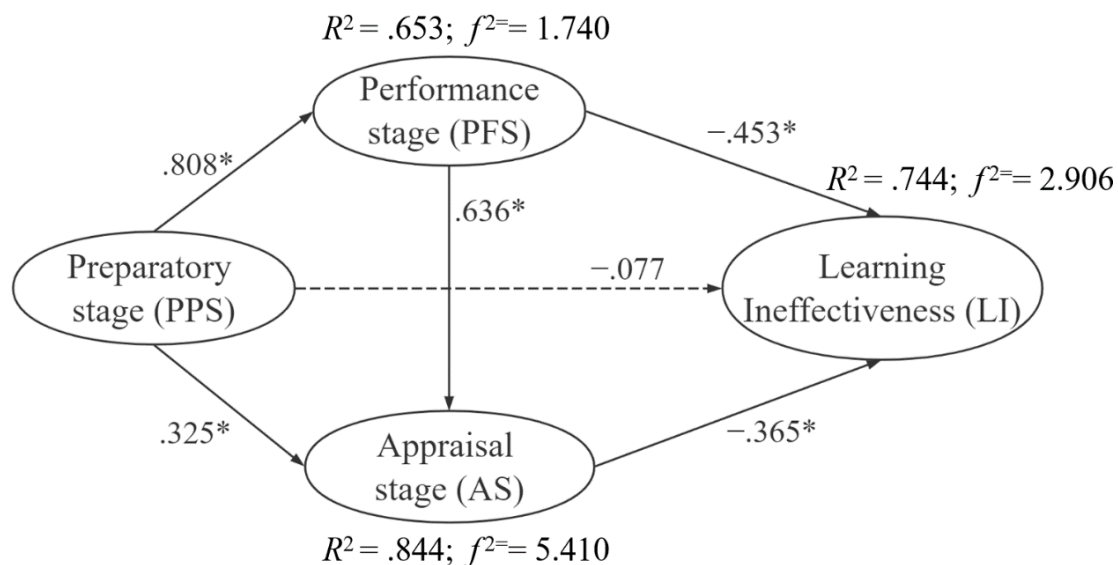 R² = .653; f²⁼= 1.740
Performance
stage (PFS)
−.453*
.808*
R² = .744; f²⁼= 2.906
.636*
Preparatory
stage (PPS)
−.077
Learning
Ineffectiveness (LI)
.325*
−.365*
Appraisal
stage (AS)
R² = .844; f²⁼= 5.410